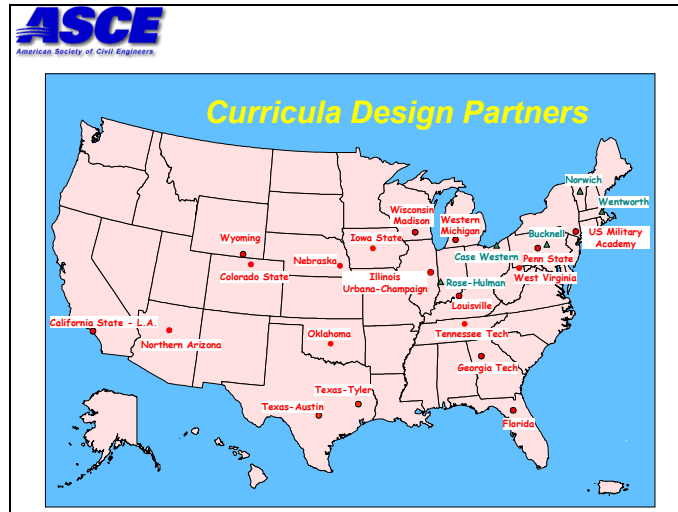 ASCE
American Society of Civil Engineers
Curricula Design Partners
Norwich
Wentworth
Wisconsin
Madison
Western
Michigan
US Military
Academy
Bucknell
Wyoming
Iowa State
Case Western
Penn State
Nebraska
Colorado State
Illinois
Urbana-Champaign
West Virginia
Rose-Hulman
Louisville
California State - L.A.
Northern Arizona
Oklahoma
Tennessee Tech
Georgia Tech
Texas-Tyler
Texas-Austin
Florida